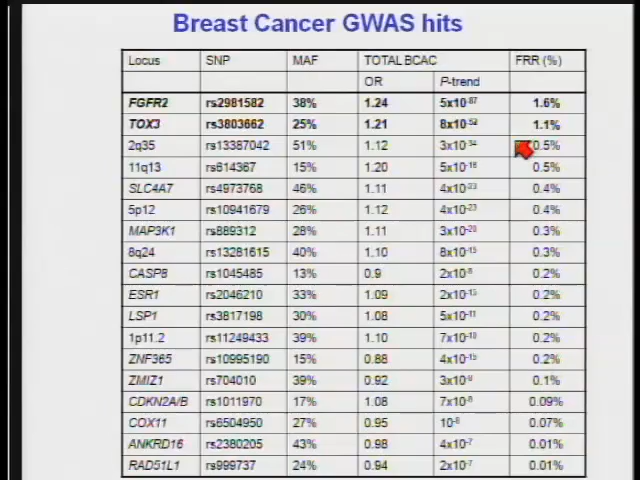 Breast Cancer GWAS hits
Locus SNP MAF TOTAL BCAC FRR (%)
OR P-trend
FGFR2 rs2981582 38% 1.24 5x10-87 1.6%
TOX3 rs3803662 25% 1.21 8x10-52 1.1%
2q35 rs13387042 51% 1.12 3x10-34 0.5%
11q13 rs614367 15% 1.20 5x10-18 0.5%
SLC4A7 rs4973768 46% 1.11 4x10-23 0.4%
5p12 rs10941679 26% 1.12 4x10-23 0.4%
MAP3K1 rs889312 28% 1.11 3x10-20 0.3%
8q24 rs13281615 40% 1.10 8x10-15 0.3%
CASP8 rs1045485 13% 0.9 2x10-8 0.2%
ESR1 rs2046210 33% 1.09 2x10-13 0.2%
LSP1 rs3817198 30% 1.08 5x10-11 0.2%
1p11.2 rs11249433 39% 1.10 7x10-10 0.2%
ZNF365 rs10995190 15% 0.88 4x10-15 0.2%
ZMIZ1 rs704010 39% 0.92 3x10-9 0.1%
CDKN2A/B rs1011970 17% 1.08 7x10-8 0.09%
COX11 rs6504950 27% 0.95 10-8 0.07%
ANKRD16 rs2380205 43% 0.98 4x10-7 0.01%
RAD51L1 rs999737 24% 0.94 2x10-7 0.01%